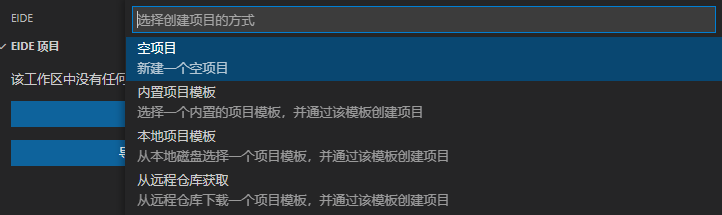 EIDE
选择创建项目的方式
EIDE 项目
空项目
新建一个空项目
该工作区中没有任何
内置项目模板
选择一个内置的项目模板，并通过该模板创建项目
本地项目模板
从本地磁盘选择一个项目模板，并通过该模板创建项目
从远程仓库获取
从远程仓库下载一个项目模板，并通过该模板创建项目